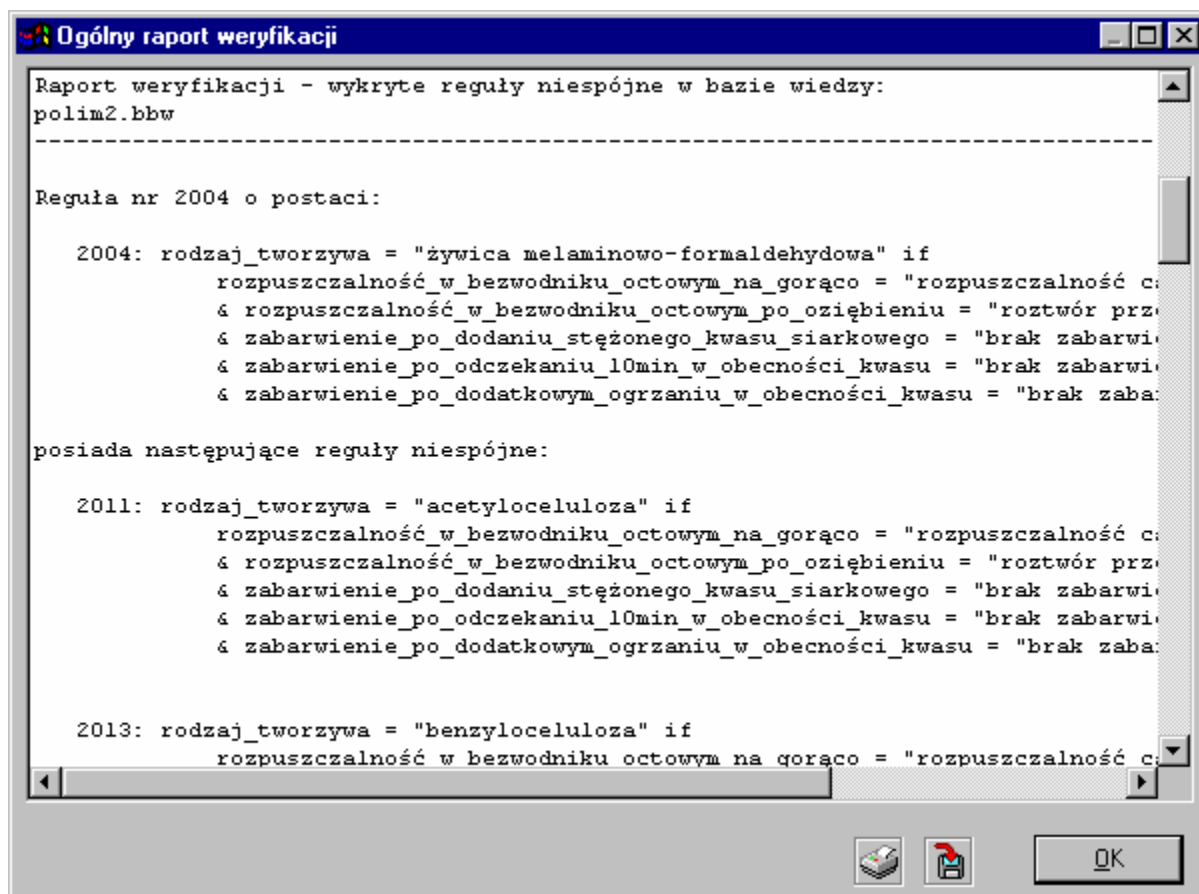 Ogólny raport weryfikacji
Raport weryfikacji - wykryte reguły niespójne w bazie wiedzy:
polim2.bbw
--------------------------------------------------------------------------------
Reguła nr 2004 o postaci:
2004: rodzaj_tworzywa = "żywica melaminowo-formaldehydowa" if
rozpuszczalność_w_bezwodniku_octowym_na_gorąco = "rozpuszczalność
& rozpuszczalność_w_bezwodniku_octowym_po_oziębieniu = "roztwór
& zabarwienie_po_dodaniu_stężonego_kwasu_siarkowego = "brak
& zabarwienie_po_odczekaniu_10min_w_obecności_kwasu = "brak
& zabarwienie_po_dodatkowym_ogrzaniu_w_obecności_kwasu = "brak
posiada następujące reguły niespójne:
2011: rodzaj_tworzywa = "acetyloceluloza" if
rozpuszczalność_w_bezwodniku_octowym_na_gorąco = "rozpuszczalność
& rozpuszczalność_w_bezwodniku_octowym_po_oziębieniu = "roztwór
& zabarwienie_po_dodaniu_stężonego_kwasu_siarkowego = "brak
& zabarwienie_po_odczekaniu_10min_w_obecności_kwasu = "brak
& zabarwienie_po_dodatkowym_ogrzaniu_w_obecności_kwasu = "brak
2013: rodzaj_tworzywa = "benzyloceluloza" if
rozpuszczalność_w_bezwodniku_octowym_na_gorąco = "rozpuszczalność
OK